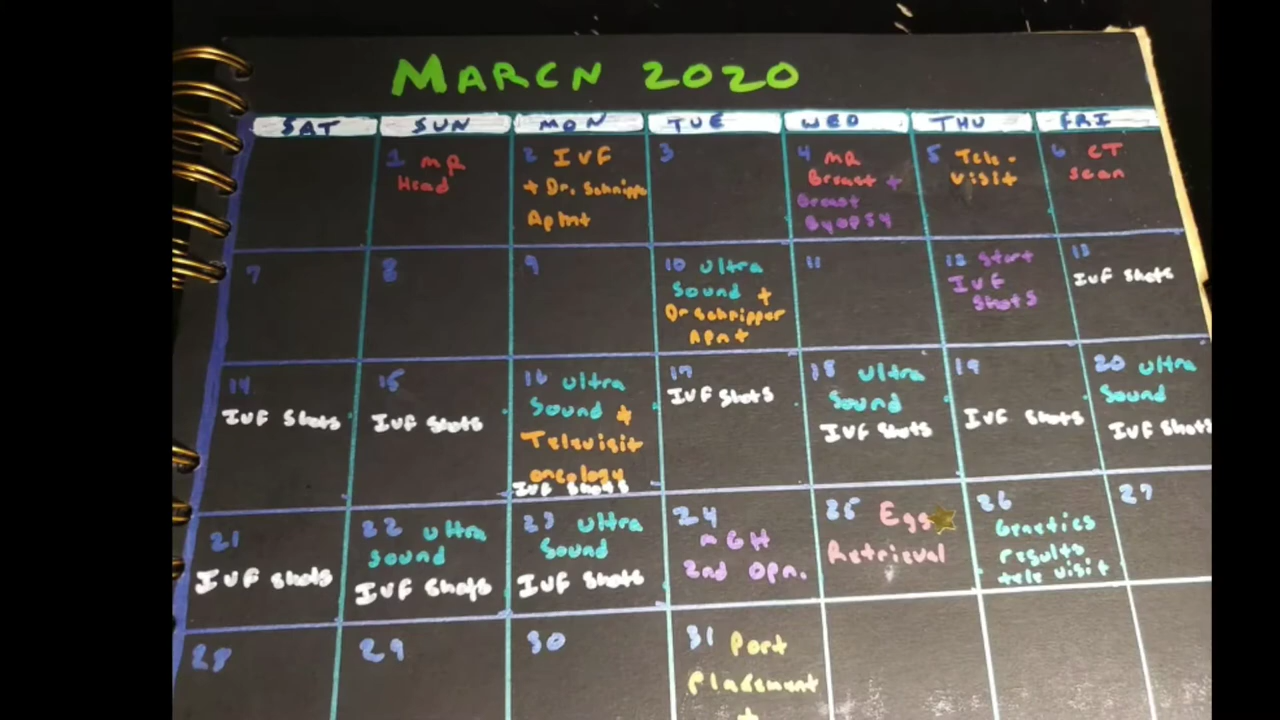 MARCH 2020
SAT SUN MON TUE WED THU FRI
1 MR
Head
2 IVF
+ Dr. Schnippe
Apmt
3
4 MR
Breast +
Breast
Byopsy
5 Tele-
visit
6 CT
scan
7
8
9
10 Ultra
Sound +
Dr Schnipper
Apnt
11
12 Start
IVF
Shots
13
IVF Shots
14
IVF Shots
15
IVF Shots
16 Ultra
Sound +
Televisit
oncology
IVF Shots
17
IVF Shots
18 Ultra
Sound
IVF Shots
19
IVF Shots
20 Ultra
Sound
IVF Shots
21
IVF Shots
22 Ultra
Sound
IVF Shots
23 Ultra
Sound
IVF Shots
24
MGH
2nd Opn.
25 Egg
Retrieval
26
Genetics
results
tele visit
27
28
29
30
31 Port
Placement
+